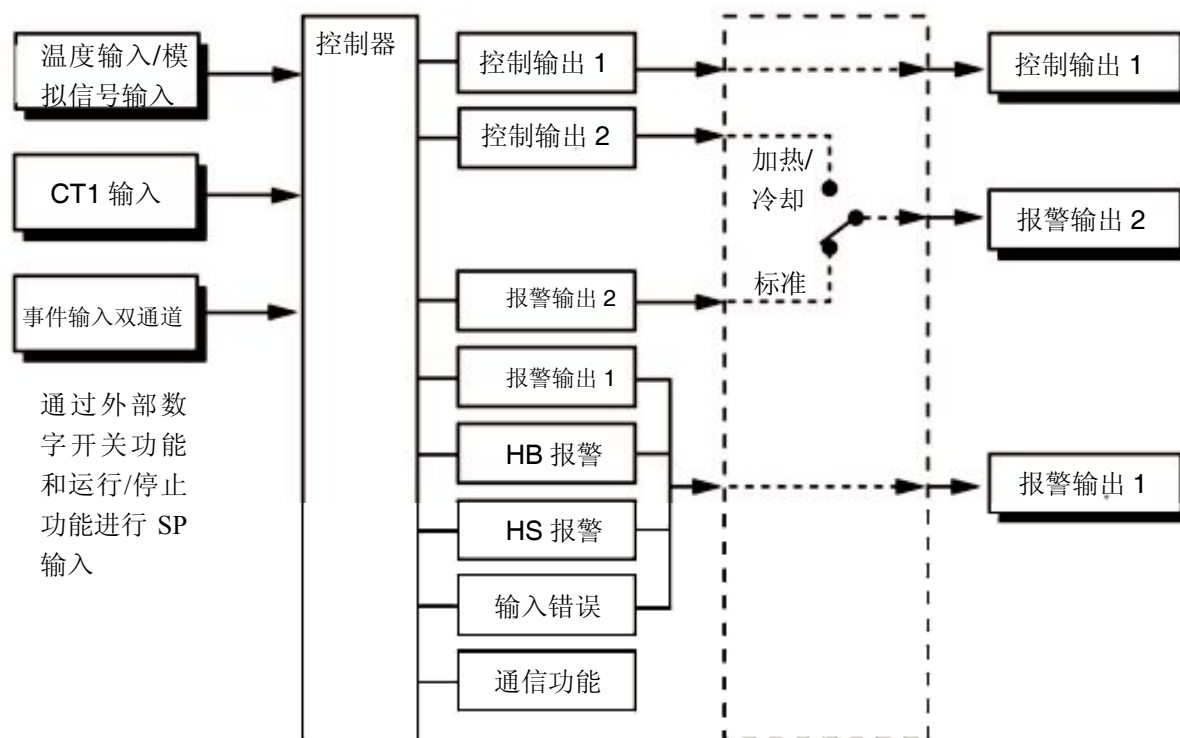 温度输入/模
拟信号输入
CT1 输入
事件输入双通道
通过外部数
字开关功能
和运行/停止
功能进行 SP
输入
控制器
控制输出 1
控制输出 2
报警输出 2
报警输出 1
HB 报警
HS 报警
输入错误
通信功能
加热/
冷却
标准
控制输出 1
报警输出 2
报警输出 1